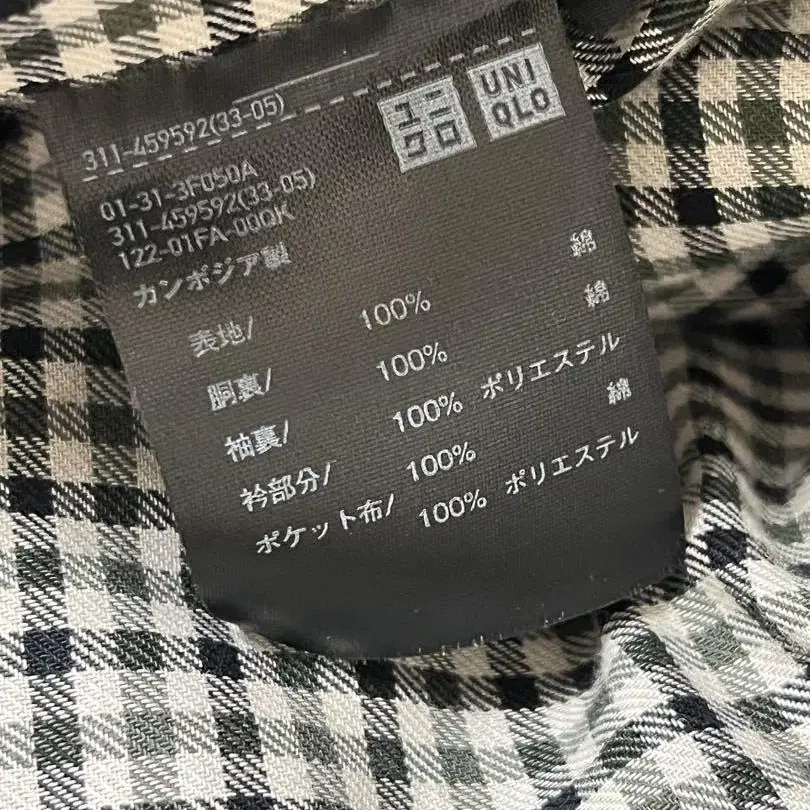 311-459592(33-05)
ユニクロ
UNIQLO
01-31-3F050A
311-459592(33-05)
122-01FA-000K
カンボジア製
表地/ 100% 綿
胴裏/ 100% 綿
袖裏/ 100% ポリエステル
衿部分/ 100% 綿
ポケット布/ 100% ポリエステル